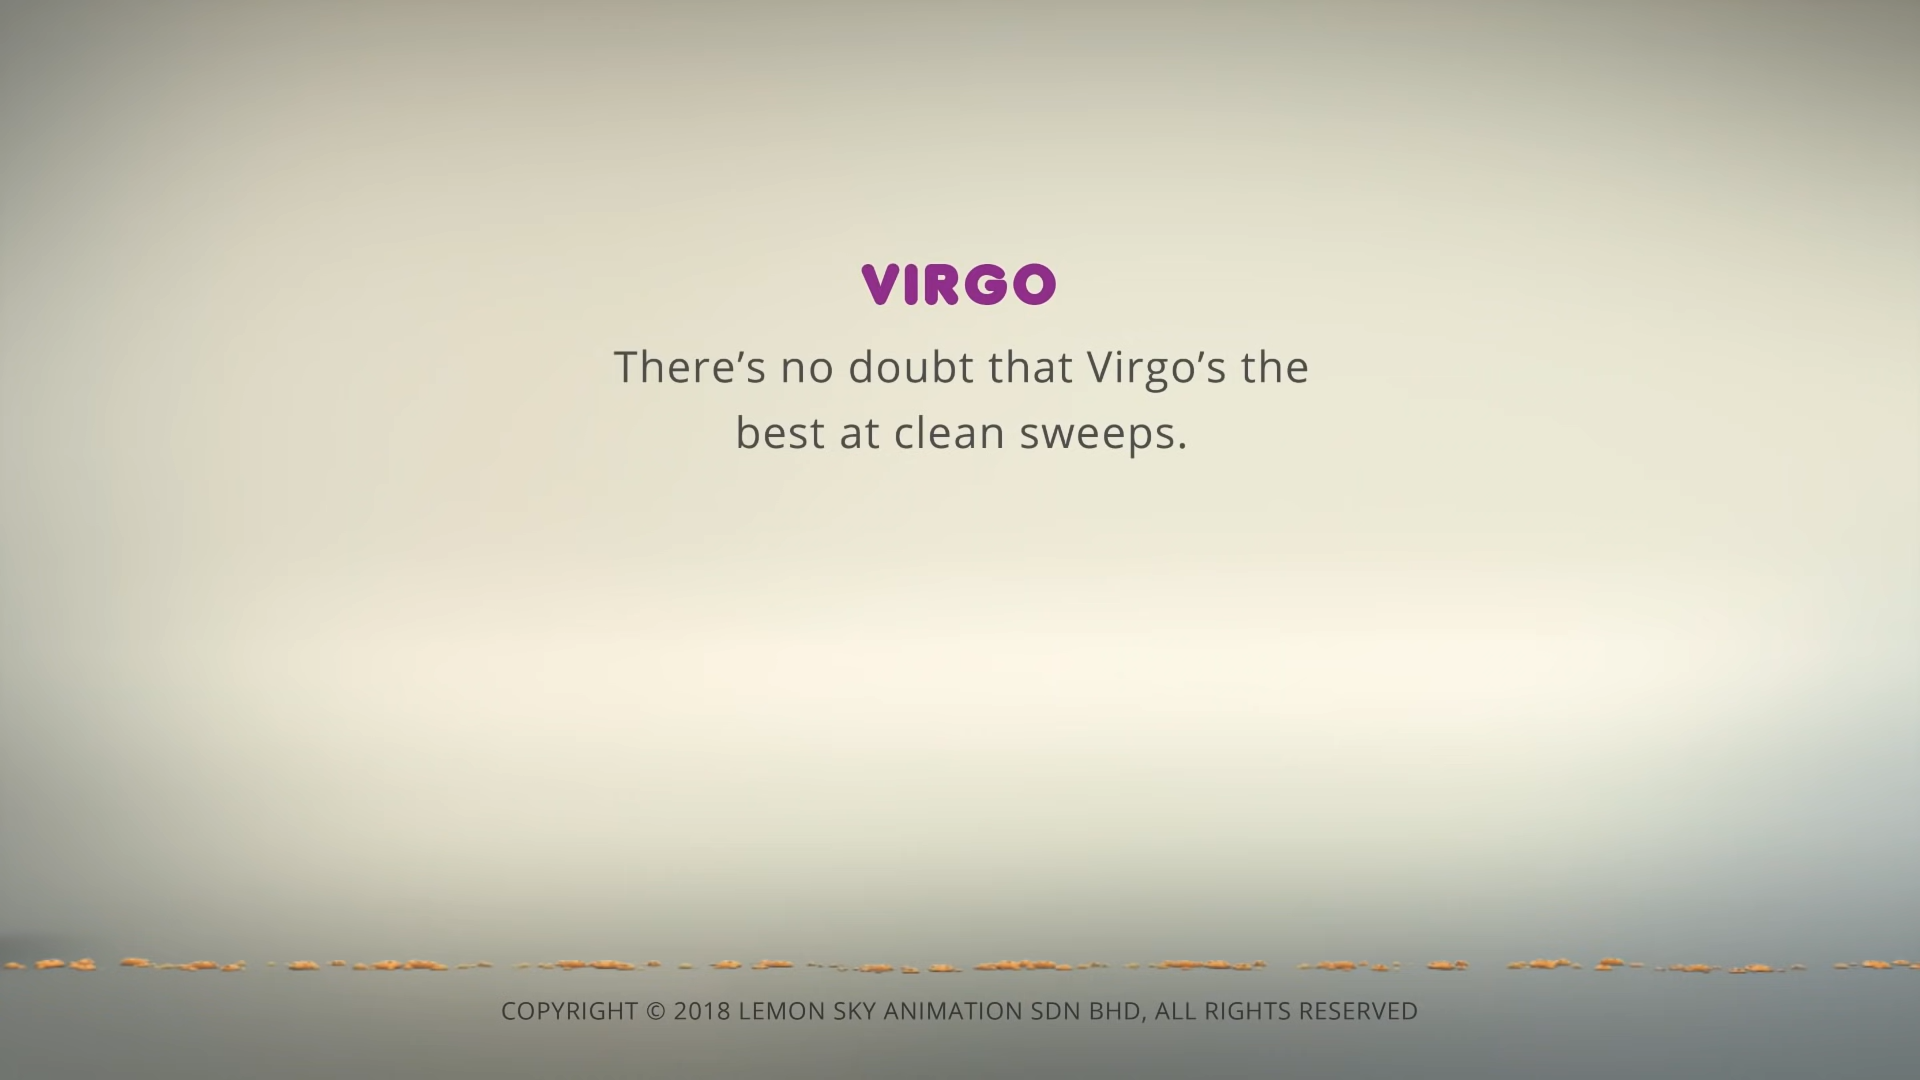 VIRGO
There’s no doubt that Virgo’s the
best at clean sweeps.
COPYRIGHT © 2018 LEMON SKY ANIMATION SDN BHD, ALL RIGHTS RESERVED